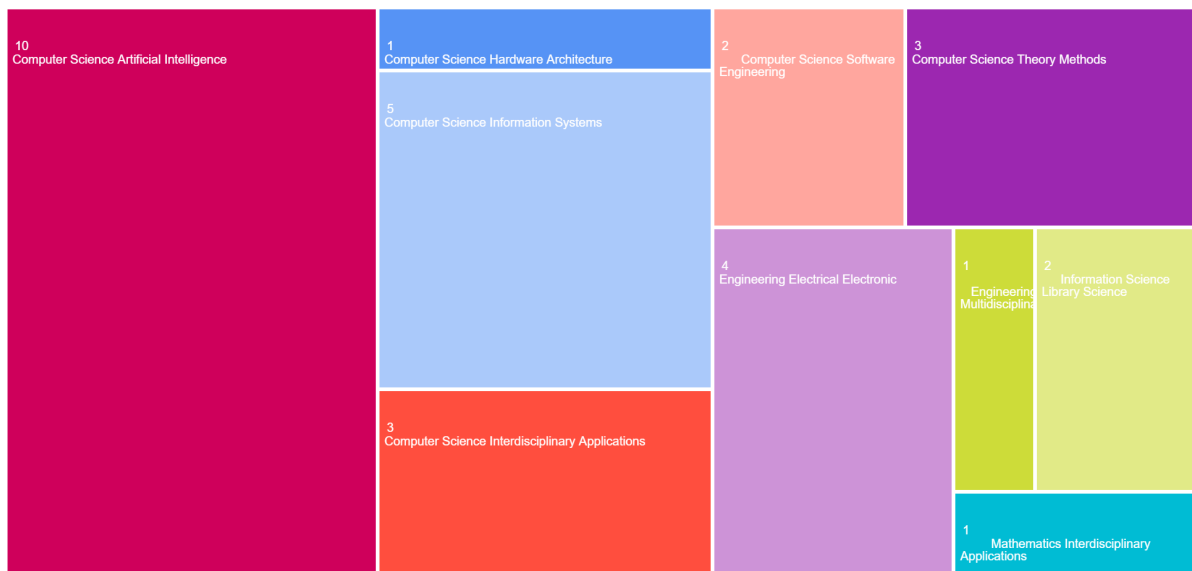 10
Computer Science Artificial Intelligence
1
Computer Science Hardware Architecture
5
Computer Science Information Systems
3
Computer Science Interdisciplinary Applications
2
Computer Science Software
Engineering
3
Computer Science Theory Methods
4
Engineering Electrical Electronic
1
Engineering
Multidisciplina
2
Information Science
Library Science
1
Mathematics Interdisciplinary
Applications